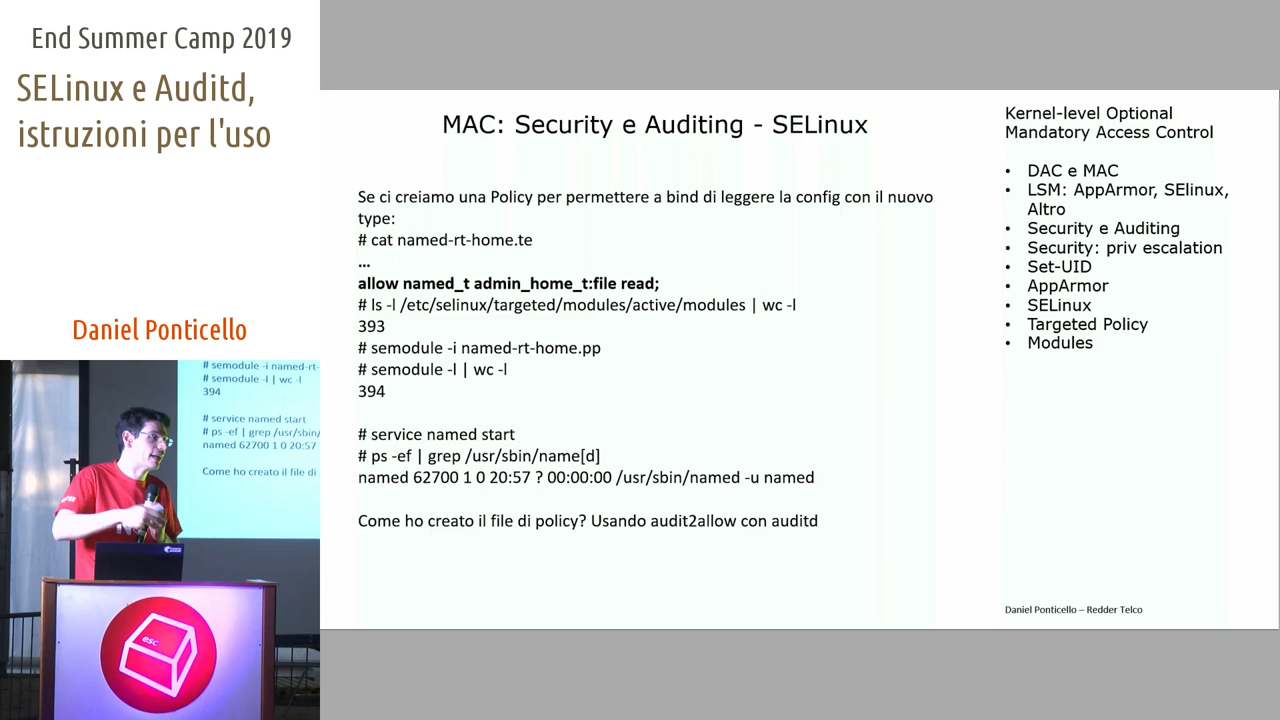 End Summer Camp 2019
SELinux e Auditd,
istruzioni per l'uso
Daniel Ponticello
# semodule -i named-rt-
# semodule -l | wc -l
394
# service named start
# ps -ef | grep /usr/sbin/
named 62700 1 0 20:57
Come ho creato il file di
esc
MAC: Security e Auditing - SELinux
Se ci creiamo una Policy per permettere a bind di leggere la config con il nuovo
type:
# cat named-rt-home.te
...
allow named_t admin_home_t:file read;
# ls -l /etc/selinux/targeted/modules/active/modules | wc -l
393
# semodule -i named-rt-home.pp
# semodule -l | wc -l
394
# service named start
# ps -ef | grep /usr/sbin/name[d]
named 62700 1 0 20:57 ? 00:00:00 /usr/sbin/named -u named
Come ho creato il file di policy? Usando audit2allow con auditd
Kernel-level Optional
Mandatory Access Control
• DAC e MAC
• LSM: AppArmor, SElinux,
Altro
• Security e Auditing
• Security: priv escalation
• Set-UID
• AppArmor
• SELinux
• Targeted Policy
• Modules
Daniel Ponticello – Redder Telco